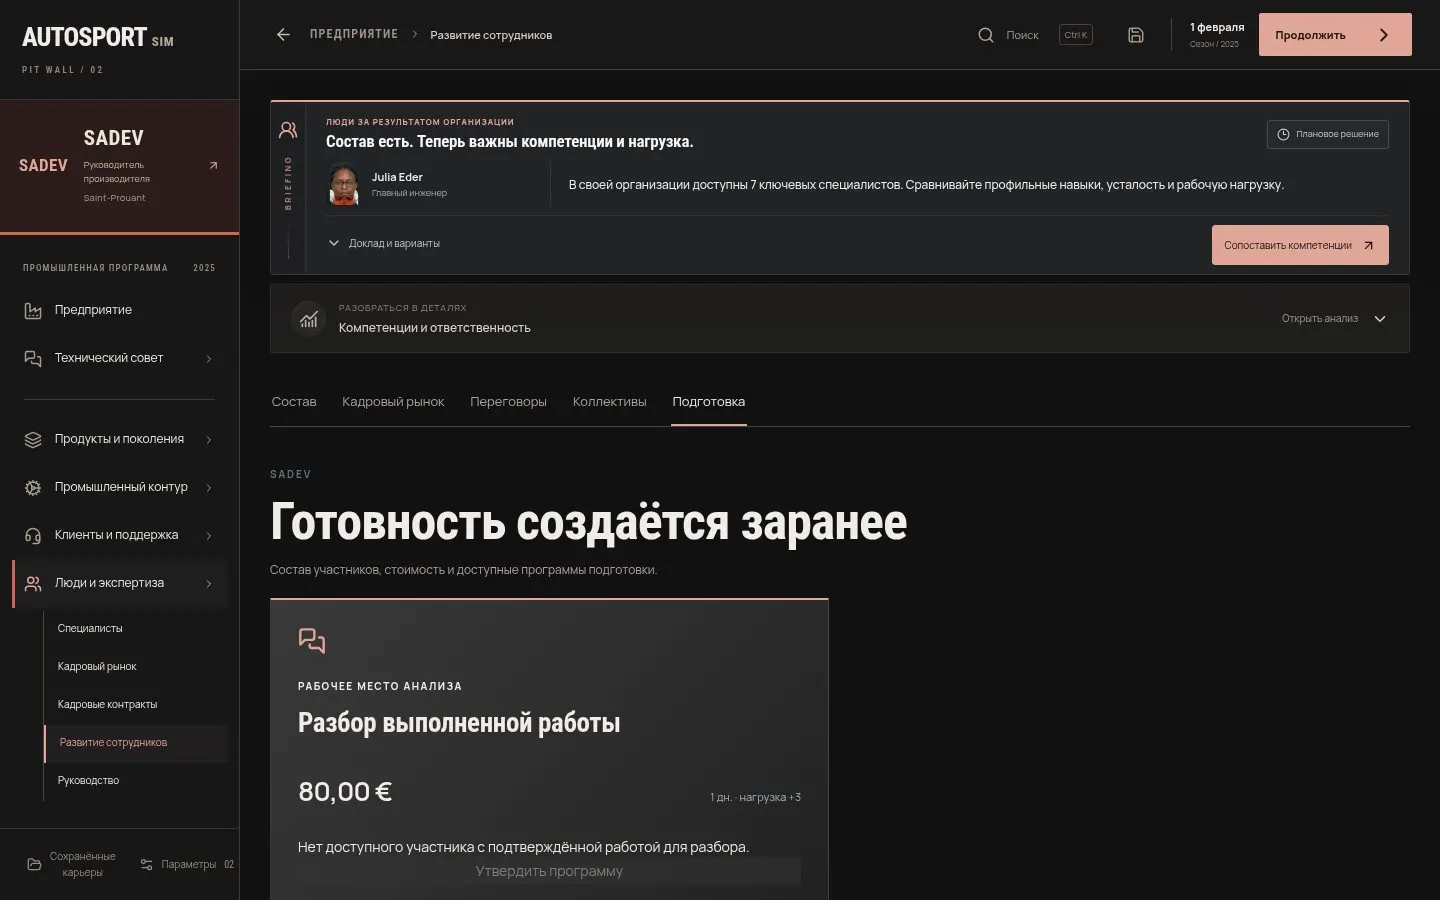 AUTOSPORT SIM
PIT WALL / 02
SADEV
SADEV
Руководитель
производителя
Saint-Prouant
ПРОМЫШЛЕННАЯ ПРОГРАММА 2025
Предприятие
Технический совет
Продукты и поколения
Промышленный контур
Клиенты и поддержка
Люди и экспертиза
Специалисты
Кадровый рынок
Кадровые контракты
Развитие сотрудников
Руководство
Сохранённые
карьеры
Параметры 02
ПРЕДПРИЯТИЕ
Развитие сотрудников
Поиск
Ctrl K
1 февраля
Сезон / 2025
Продолжить
BRIEFING
ЛЮДИ ЗА РЕЗУЛЬТАТОМ ОРГАНИЗАЦИИ
Состав есть. Теперь важны компетенции и нагрузка.
Плановое решение
Julia Eder
Главный инженер
В своей организации доступны 7 ключевых специалистов. Сравнивайте профильные навыки, усталость и рабочую нагрузку.
Доклад и варианты
Сопоставить компетенции
РАЗОБРАТЬСЯ В ДЕТАЛЯХ
Компетенции и ответственность
Открыть анализ
Состав
Кадровый рынок
Переговоры
Коллективы
Подготовка
SADEV
Готовность создаётся заранее
Состав участников, стоимость и доступные программы подготовки.
РАБОЧЕЕ МЕСТО АНАЛИЗА
Разбор выполненной работы
80,00 €
1 дн. · нагрузка +3
Нет доступного участника с подтверждённой работой для разбора.
Утвердить программу